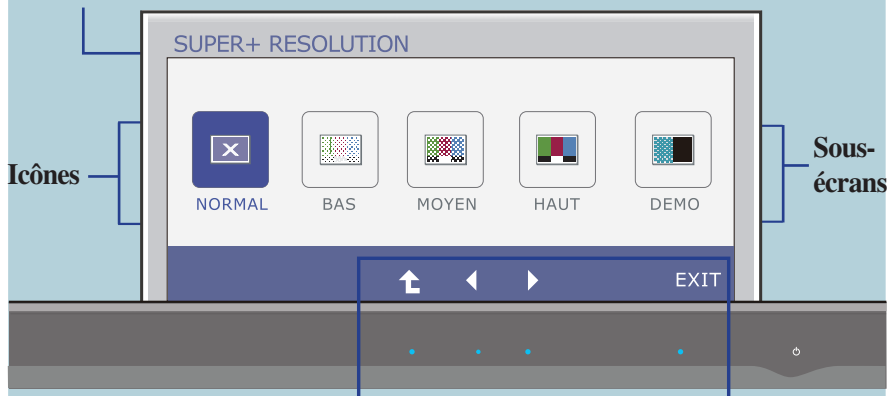 SUPER+ RESOLUTION
Icônes
NORMAL
BAS
MOYEN
HAUT
DEMO
Sous-
écrans
EXIT